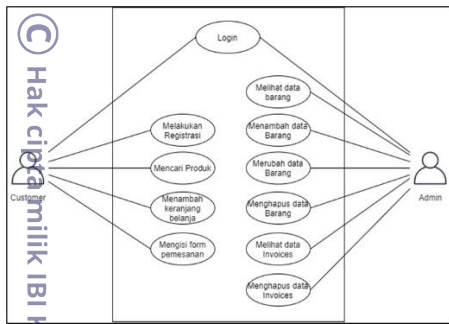 © Hak cipta milik IBI K
Login
Melihat data
barang
Melakukan
Registrasi
Menambah data
Barang
Mencari Produk
Merubah data
Barang
Customer
Admin
Menambah
keranjang
belanja
Menghapus data
Barang
Mengisi form
pemesanan
Melihat data
Invoices
Menghapus data
Invoices